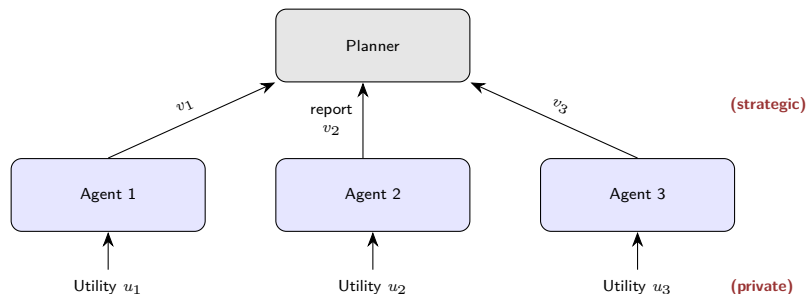 Planner
v₁
report
v₂
v₃
(strategic)
Agent 1
Agent 2
Agent 3
Utility u₁
Utility u₂
Utility u₃
(private)